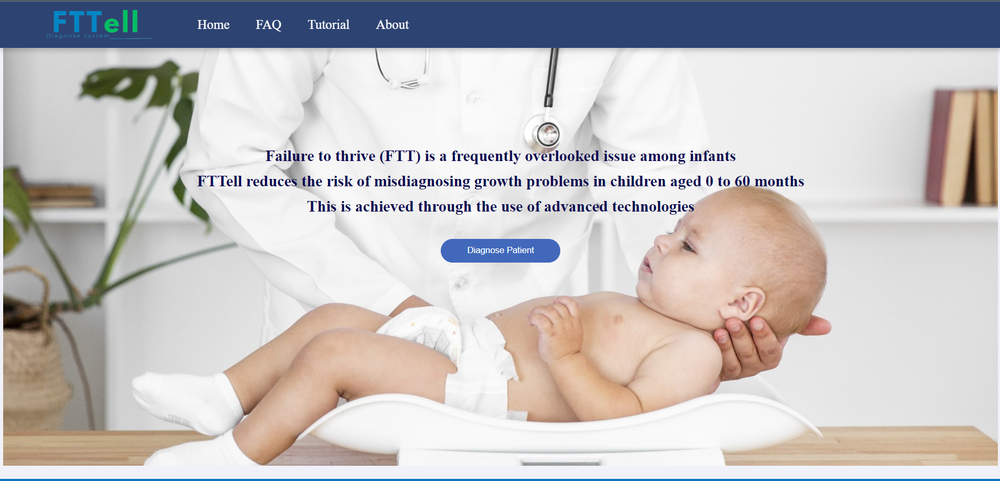 FTTell
Diagnose System
Home FAQ Tutorial About
Failure to thrive (FTT) is a frequently overlooked issue among infants
FTTell reduces the risk of misdiagnosing growth problems in children aged 0 to 60 months
This is achieved through the use of advanced technologies
Diagnose Patient